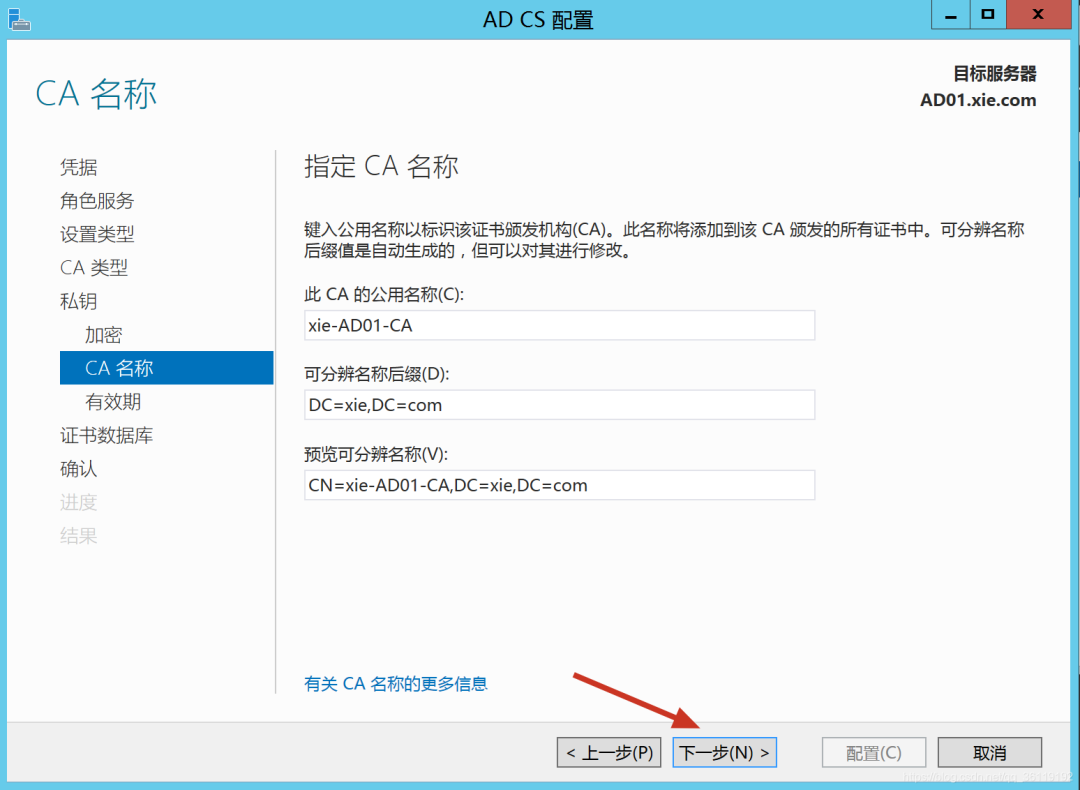 AD CS 配置
CA 名称
目标服务器
AD01.xie.com
凭据
角色服务
设置类型
CA 类型
私钥
加密
CA 名称
有效期
证书数据库
确认
进度
结果
指定 CA 名称
键入公用名称以标识该证书颁发机构(CA)。此名称将添加到该 CA 颁发的所有证书中。可分辨名称
后缀值是自动生成的，但可以对其进行修改。
此 CA 的公用名称(C):
xie-AD01-CA
可分辨名称后缀(D):
DC=xie,DC=com
预览可分辨名称(V):
CN=xie-AD01-CA,DC=xie,DC=com
有关 CA 名称的更多信息
< 上一步(P)
下一步(N) >
配置(C)
取消